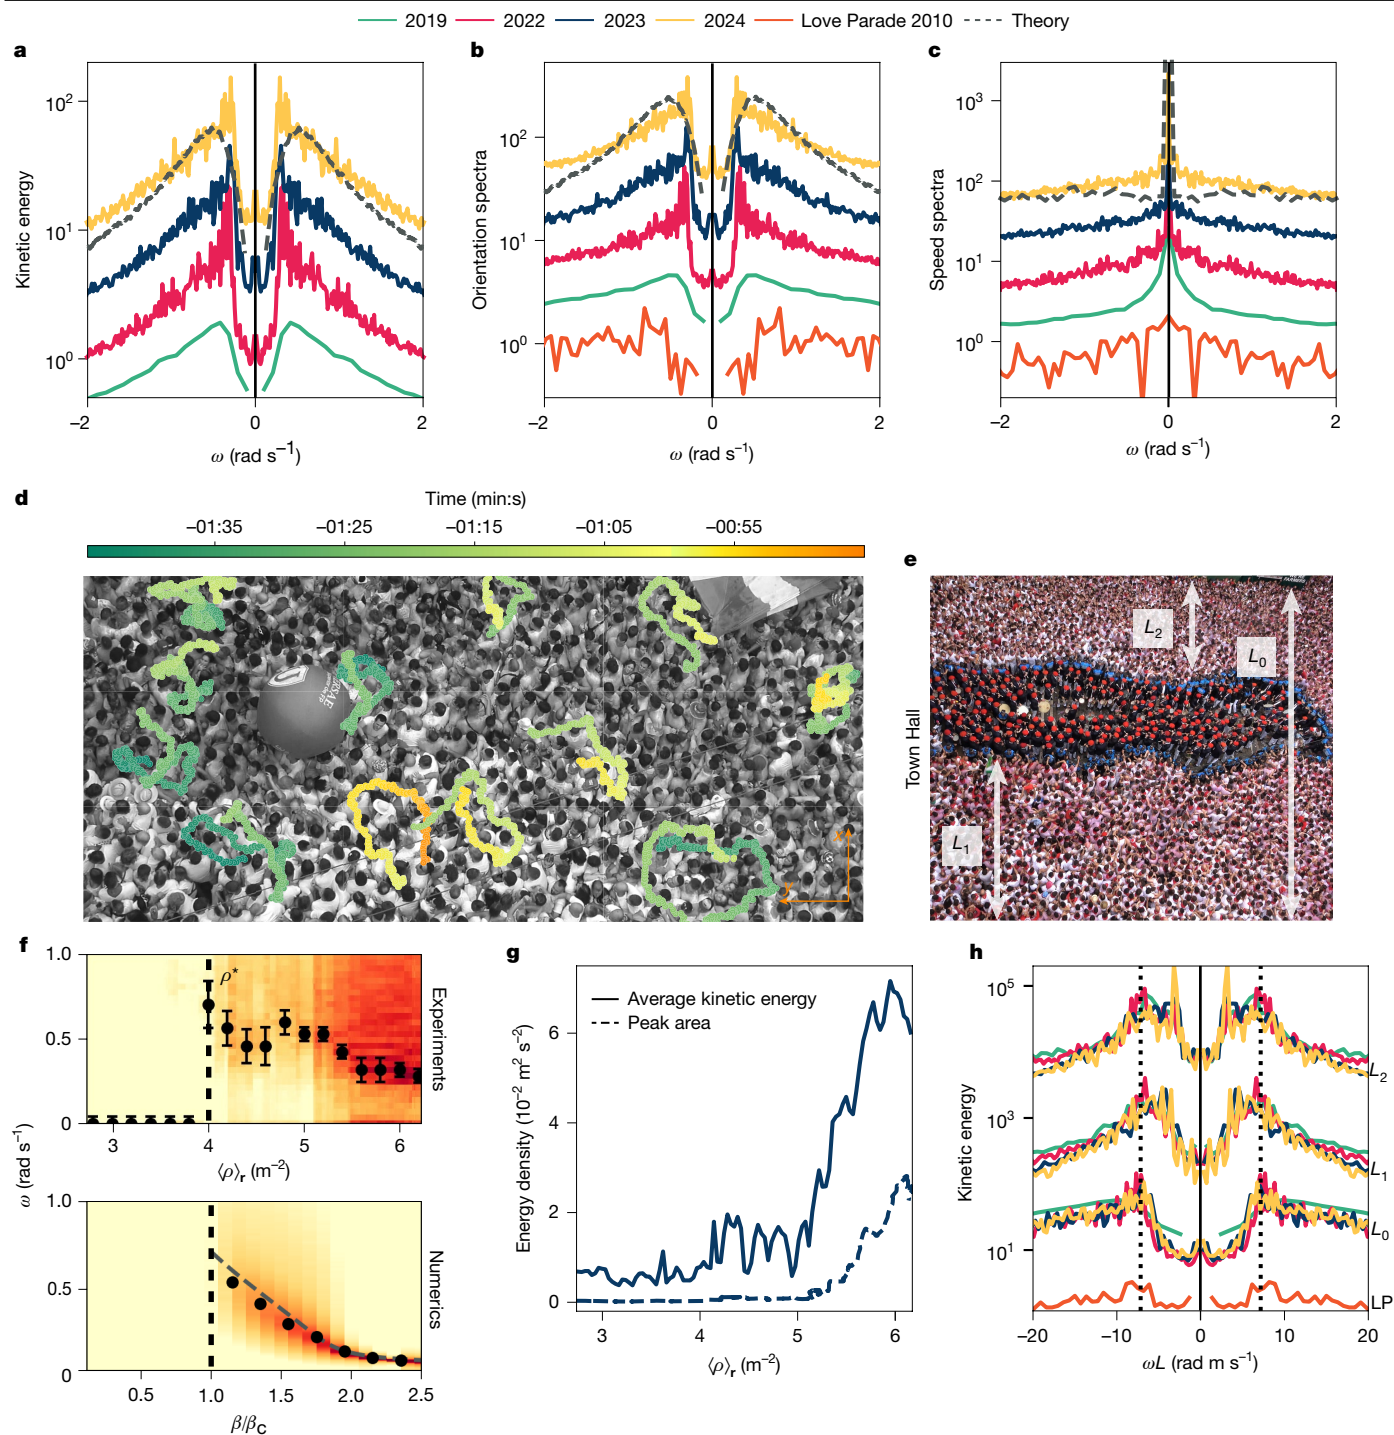 2019 2022 2023 2024 Love Parade 2010 Theory
a
b
c
Kinetic energy
10²
10¹
10⁰
−2 0 2
ω (rad s⁻¹)
Orientation spectra
10²
10¹
10⁰
−2 0 2
ω (rad s⁻¹)
Speed spectra
10³
10²
10¹
10⁰
−2 0 2
ω (rad s⁻¹)
d
Time (min:s)
−01:35 −01:25 −01:15 −01:05 −00:55
x
y
e
Town Hall
L₂
L₀
L₁
f
1.0
0.5
0
ρ*
Experiments
3 4 5 6
⟨ρ⟩r (m⁻²)
ω (rad s⁻¹)
1.0
0.5
0
Numerics
0.5 1.0 1.5 2.0 2.5
β/βc
g
Energy density (10⁻² m² s⁻²)
Average kinetic energy
Peak area
6
4
2
0
3 4 5 6
⟨ρ⟩r (m⁻²)
h
Kinetic energy
10⁵
10³
10¹
L₂
L₁
L₀
LP
−20 −10 0 10 20
ωL (rad m s⁻¹)